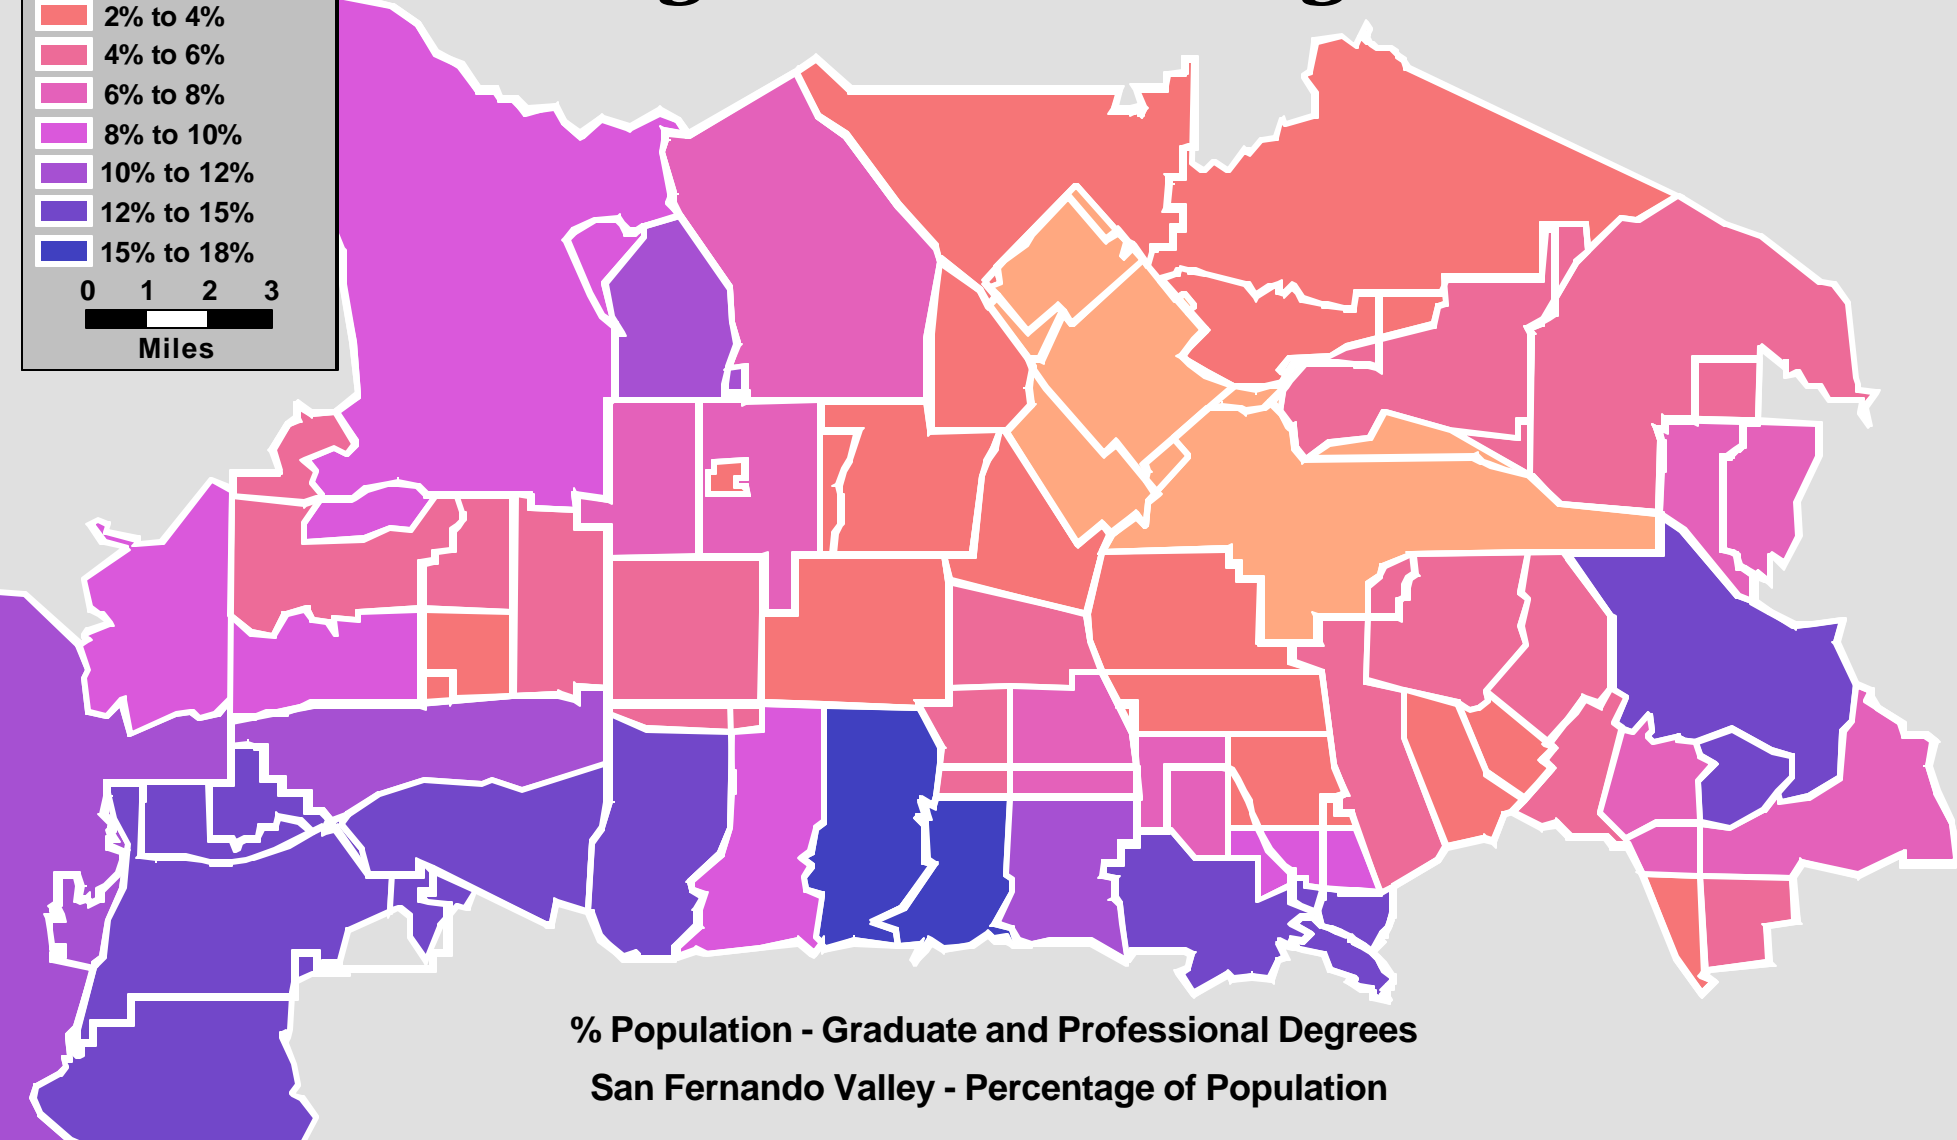 2% to 4%
4% to 6%
6% to 8%
8% to 10%
10% to 12%
12% to 15%
15% to 18%
0 1 2 3
Miles
% Population - Graduate and Professional Degrees
San Fernando Valley - Percentage of Population